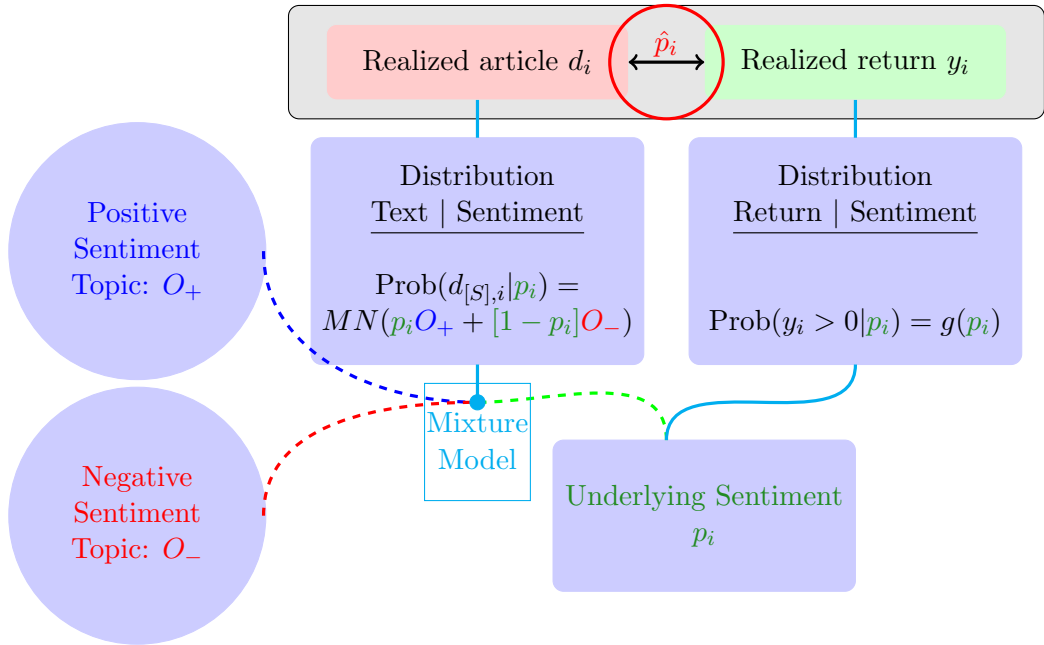 Realized article d_i
p̂_i
Realized return y_i
Positive
Sentiment
Topic: O_+
Distribution
Text | Sentiment
Prob(d_{[S],i}|p_i) =
MN(p_iO_+ + [1 − p_i]O_−)
Distribution
Return | Sentiment
Prob(y_i > 0|p_i) = g(p_i)
Mixture
Model
Negative
Sentiment
Topic: O_−
Underlying Sentiment
p_i